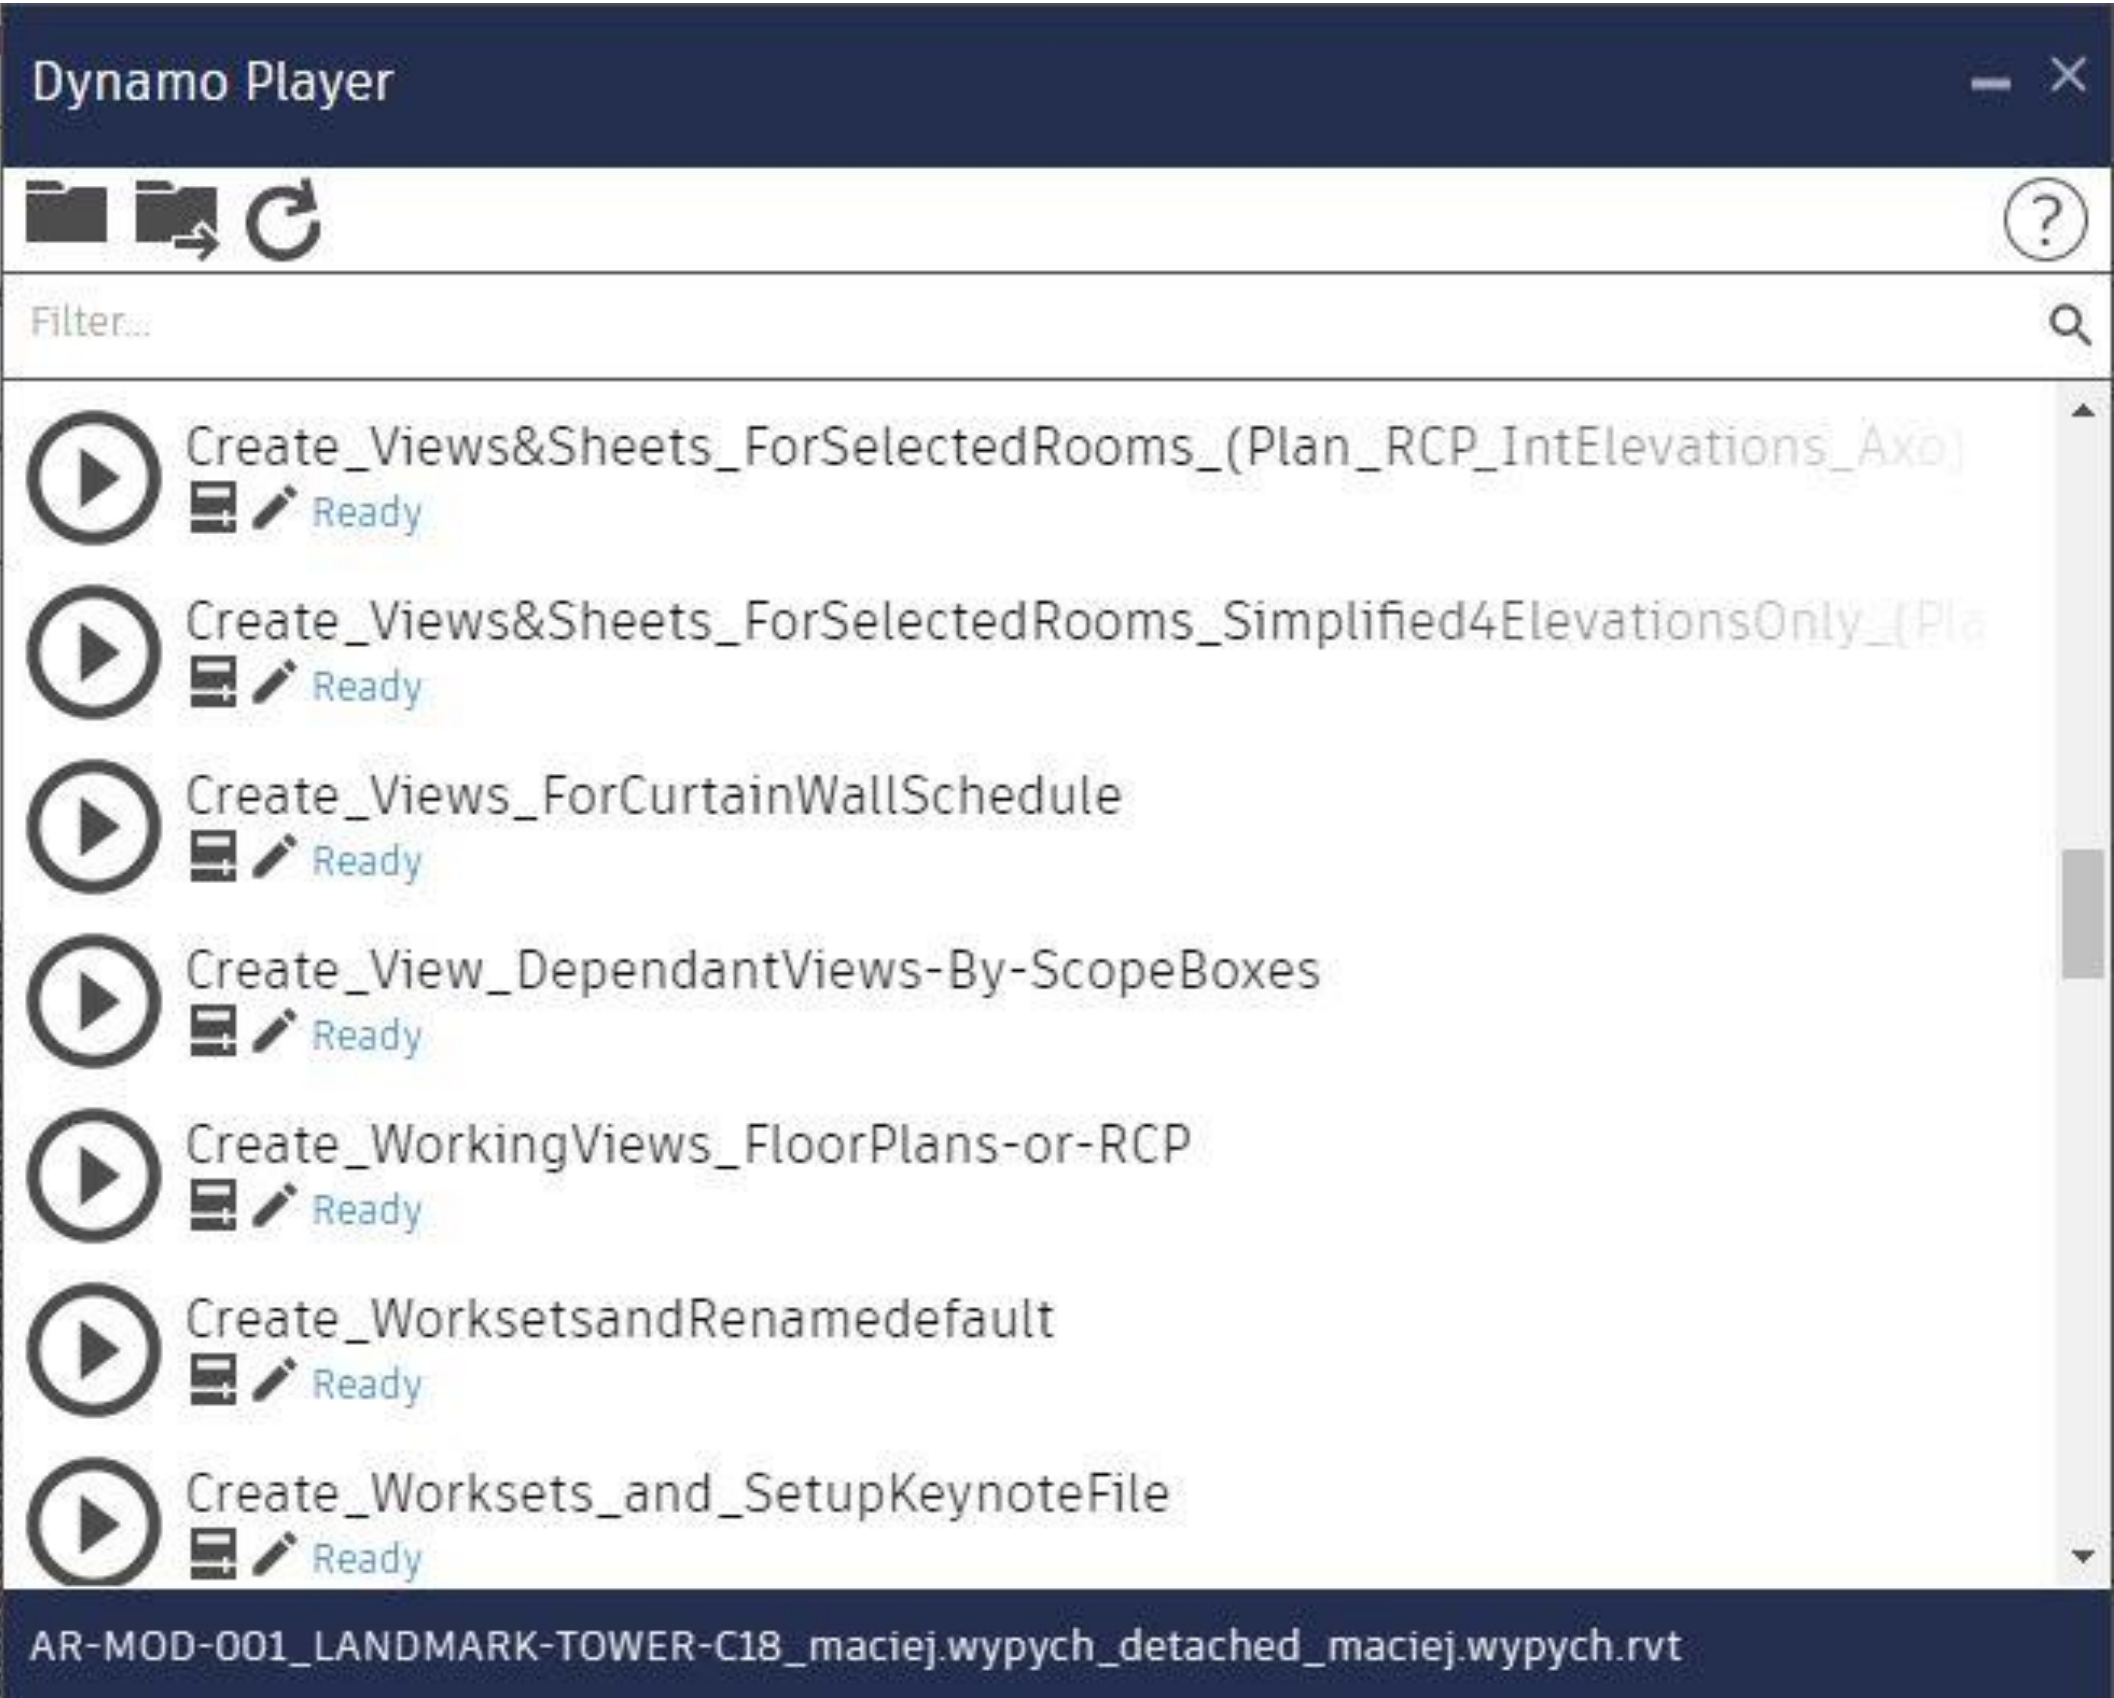 Dynamo Player
?
Filter...
Create_Views&Sheets_ForSelectedRooms_(Plan_RCP_IntElevations_Axo)
Ready
Create_Views&Sheets_ForSelectedRooms_Simplified4ElevationsOnly_(Pla
Ready
Create_Views_ForCurtainWallSchedule
Ready
Create_View_DependantViews-By-ScopeBoxes
Ready
Create_WorkingViews_FloorPlans-or-RCP
Ready
Create_WorksetsandRenamedefault
Ready
Create_Worksets_and_SetupKeynoteFile
Ready
AR-MOD-001_LANDMARK-TOWER-C18_maciej.wypych_detached_maciej.wypych.rvt